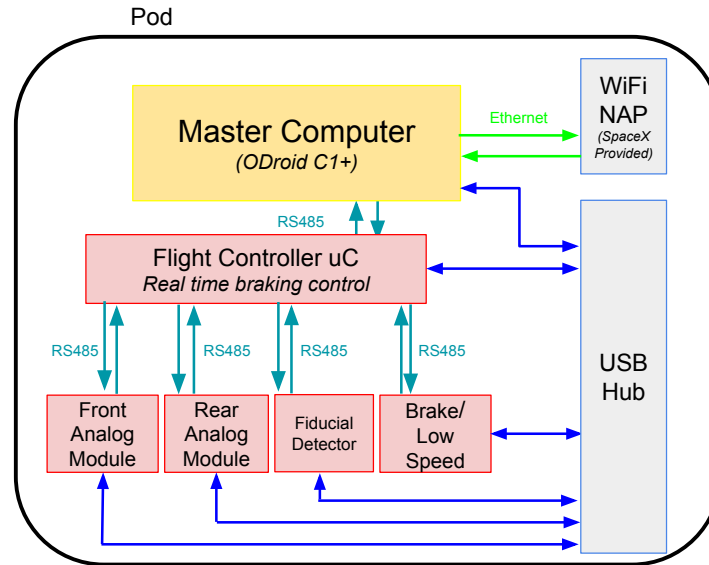 Pod
Master Computer
(ODroid C1+)
Ethernet
WiFi
NAP
(SpaceX
Provided)
RS485
Flight Controller uC
Real time braking control
RS485
RS485
RS485
RS485
Front
Analog
Module
Rear
Analog
Module
Fiducial
Detector
Brake/
Low
Speed
USB
Hub